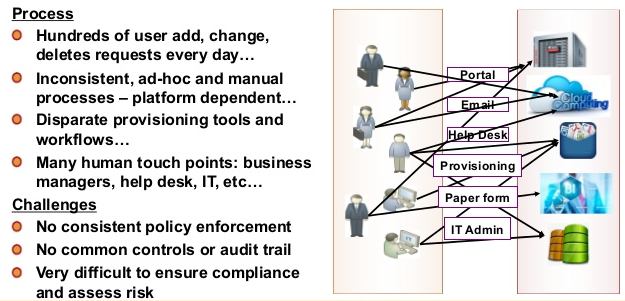 Process
Hundreds of user add, change,
deletes requests every day…
Inconsistent, ad-hoc and manual
processes – platform dependent…
Disparate provisioning tools and
workflows…
Many human touch points: business
managers, help desk, IT, etc…
Challenges
No consistent policy enforcement
No common controls or audit trail
Very difficult to ensure compliance
and assess risk
Portal
Email
Help Desk
Provisioning
Paper form
IT Admin
Cloud
Computing
BI